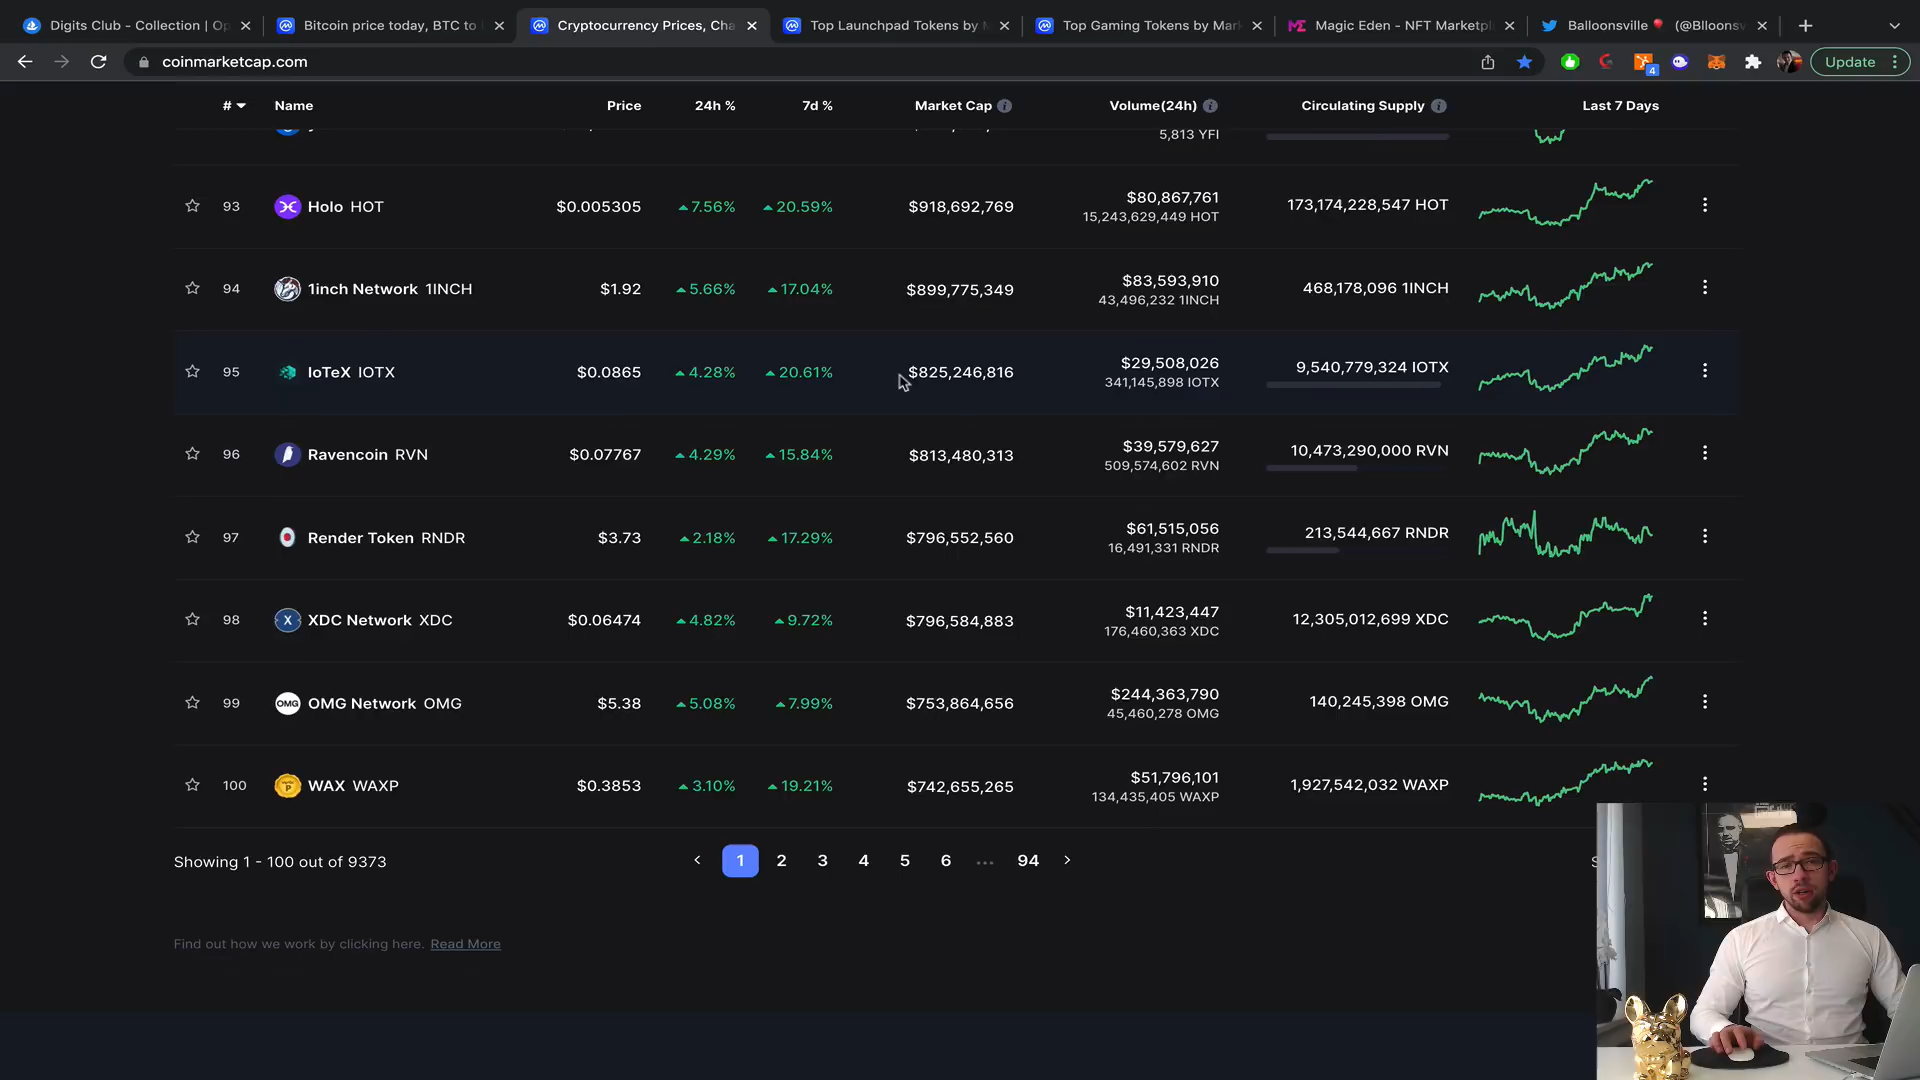 Digits Club - Collection | Op
Bitcoin price today, BTC to
Cryptocurrency Prices, Cha
Top Launchpad Tokens by M
Top Gaming Tokens by Mark
Magic Eden - NFT Marketpl
Balloonsville (@Blloonsv
coinmarketcap.com
4
Update
# Name Price 24h % 7d % Market Cap Volume(24h) Circulating Supply Last 7 Days
5,813 YFI
93 Holo HOT $0.005305 7.56% 20.59% $918,692,769 $80,867,761 173,174,228,547 HOT
15,243,629,449 HOT
94 1inch Network 1INCH $1.92 5.66% 17.04% $899,775,349 $83,593,910 468,178,096 1INCH
43,496,232 1INCH
95 IoTeX IOTX $0.0865 4.28% 20.61% $825,246,816 $29,508,026 9,540,779,324 IOTX
341,145,898 IOTX
96 Ravencoin RVN $0.07767 4.29% 15.84% $813,480,313 $39,579,627 10,473,290,000 RVN
509,574,602 RVN
97 Render Token RNDR $3.73 2.18% 17.29% $796,552,560 $61,515,056 213,544,667 RNDR
16,491,331 RNDR
98 X XDC Network XDC $0.06474 4.82% 9.72% $796,584,883 $11,423,447 12,305,012,699 XDC
176,460,363 XDC
99 OMG OMG Network OMG $5.38 5.08% 7.99% $753,864,656 $244,363,790 140,245,398 OMG
45,460,278 OMG
100 WAX WAXP $0.3853 3.10% 19.21% $742,655,265 $51,796,101 1,927,542,032 WAXP
134,435,405 WAXP
Showing 1 - 100 out of 9373
1 2 3 4 5 6 ... 94
Find out how we work by clicking here. Read More